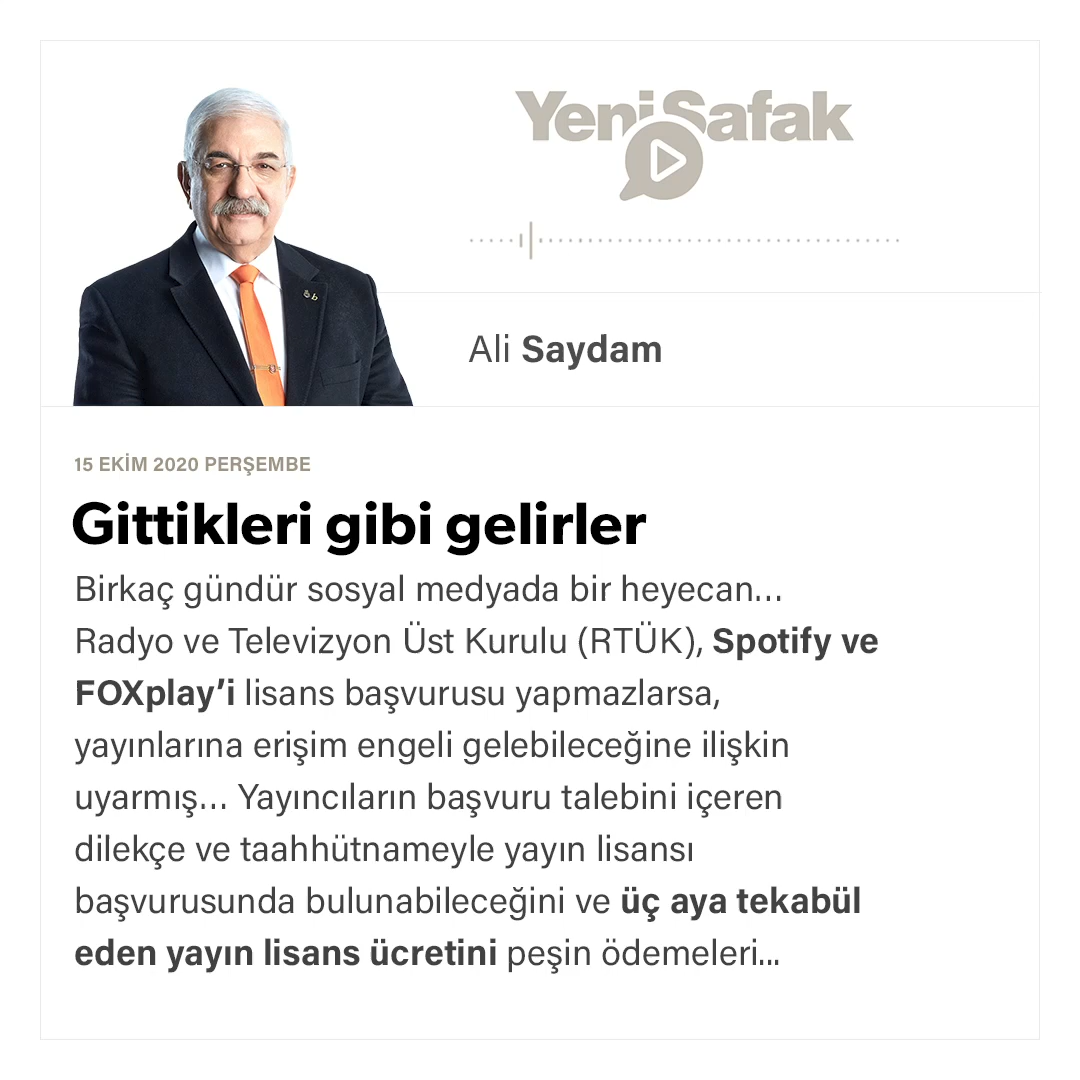 Yeni Şafak
Ali Saydam
15 EKİM 2020 PERŞEMBE
Gittikleri gibi gelirler
Birkaç gündür sosyal medyada bir heyecan...
Radyo ve Televizyon Üst Kurulu (RTÜK), Spotify ve
FOXplay’i lisans başvurusu yapmazlarsa,
yayınlarına erişim engeli gelebileceğine ilişkin
uyarmış... Yayıncıların başvuru talebini içeren
dilekçe ve taahhütnameyle yayın lisansı
başvurusunda bulunabileceğini ve üç aya tekabül
eden yayın lisans ücretini peşin ödemeleri...